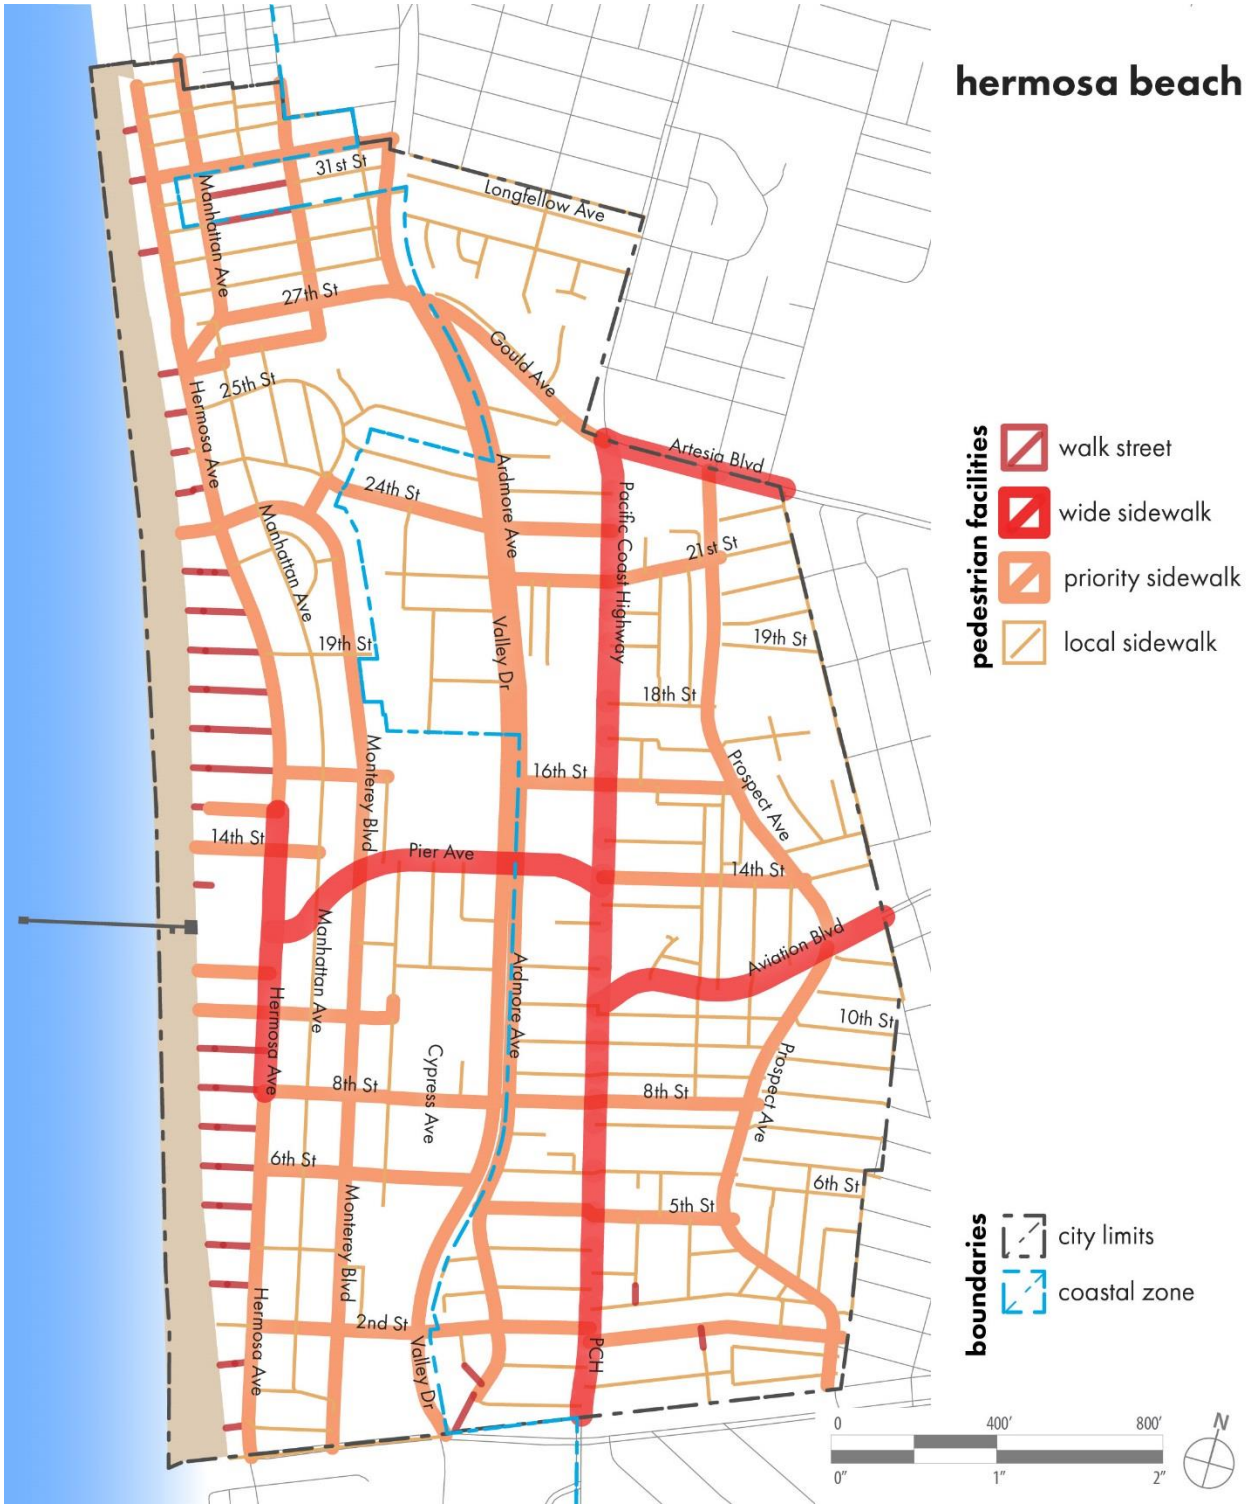 hermosa beach
31st St
Longfellow Ave
Manhattan Ave
27th St
Gould Ave
25th St
Hermosa Ave
Artesia Blvd
24th St
Ardmore Ave
Pacific Coast Highway
Manhattan Ave
21st St
19th St
Valley Dr
19th St
18th St
Monterey Blvd
16th St
Prospect Ave
14th St
Pier Ave
14th St
Manhattan Ave
Aviation Blvd
Ardmore Ave
Hermosa Ave
10th St
Cypress Ave
8th St
8th St
Prospect Ave
6th St
6th St
5th St
Monterey Blvd
Hermosa Ave
2nd St
Valley Dr
PCH
pedestrian facilities
walk street
wide sidewalk
priority sidewalk
local sidewalk
boundaries
city limits
coastal zone
0 400' 800'
0" 1" 2"
N